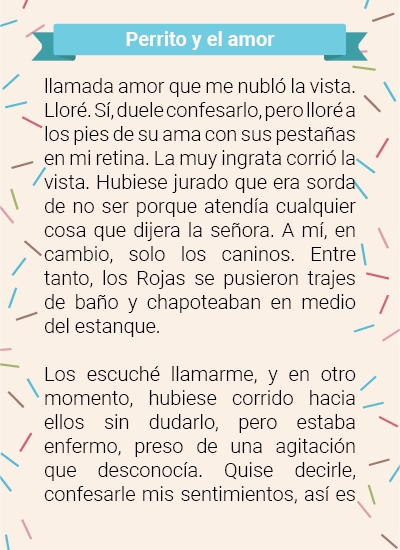 Perrito y el amor
llamada amor que me nubló la vista.
Lloré. Sí, duele confesarlo, pero lloré a
los pies de su ama con sus pestañas
en mi retina. La muy ingrata corrió la
vista. Hubiese jurado que era sorda
de no ser porque atendía cualquier
cosa que dijera la señora. A mí, en
cambio, solo los caninos. Entre
tanto, los Rojas se pusieron trajes
de baño y chapoteaban en medio
del estanque.
Los escuché llamarme, y en otro
momento, hubiese corrido hacia
ellos sin dudarlo, pero estaba
enfermo, preso de una agitación
que desconocía. Quise decirle,
confesarle mis sentimientos, así es